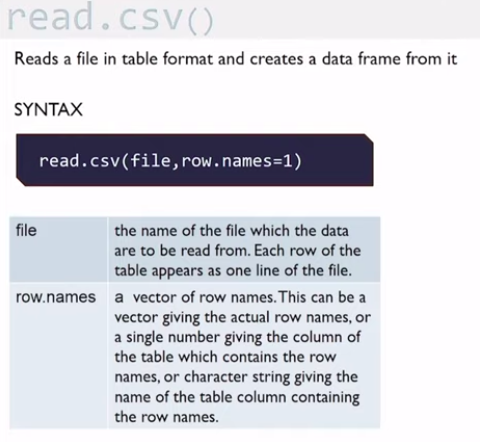 read.csv()
Reads a file in table format and creates a data frame from it
SYNTAX
read.csv(file,row.names=1)
file
the name of the file which the data
are to be read from. Each row of the
table appears as one line of the file.
row.names
a vector of row names. This can be a
vector giving the actual row names, or
a single number giving the column of
the table which contains the row
names, or character string giving the
name of the table column containing
the row names.